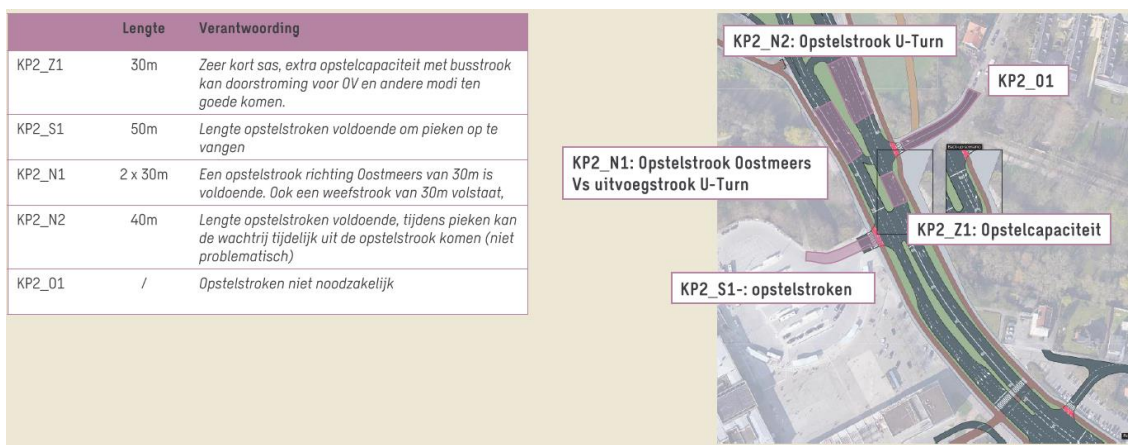 Lengte Verantwoording
KP2_Z1 30m Zeer kort sas, extra opstelcapaciteit met busstrook
kan doorstroming voor OV en andere modi ten
goede komen.
KP2_S1 50m Lengte opstelstroken voldoende om pieken op te
vangen
KP2_N1 2 x 30m Een opstelstrook richting Oostmeers van 30m is
voldoende. Ook een weefstrook van 30m volstaat,
KP2_N2 40m Lengte opstelstroken voldoende, tijdens pieken kan
de wachtrij tijdelijk uit de opstelstrook komen (niet
problematisch)
KP2_O1 / Opstelstroken niet noodzakelijk
KP2_N2: Opstelstrook U-Turn
KP2_O1
KP2_N1: Opstelstrook Oostmeers
Vs uitvoegstrook U-Turn
KP2_Z1: Opstelcapaciteit
KP2_S1-: opstelstroken